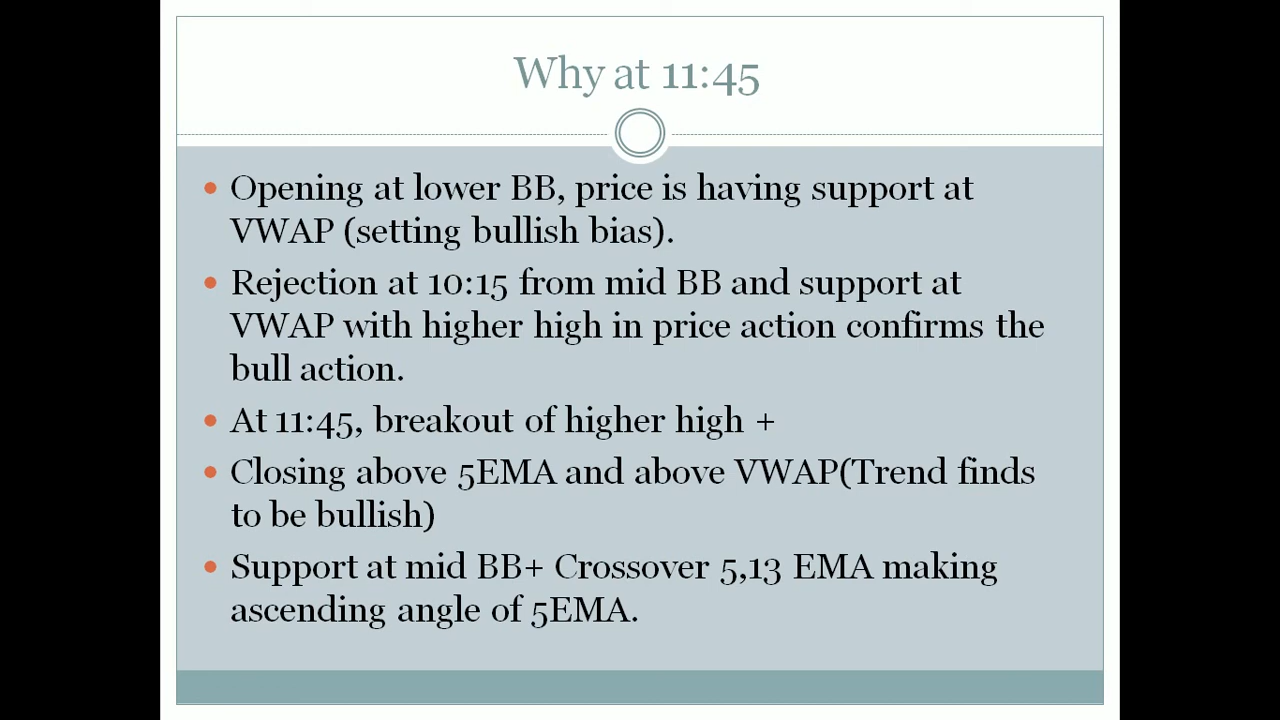 Why at 11:45
• Opening at lower BB, price is having support at
VWAP (setting bullish bias).
• Rejection at 10:15 from mid BB and support at
VWAP with higher high in price action confirms the
bull action.
• At 11:45, breakout of higher high +
• Closing above 5EMA and above VWAP(Trend finds
to be bullish)
• Support at mid BB+ Crossover 5,13 EMA making
ascending angle of 5EMA.